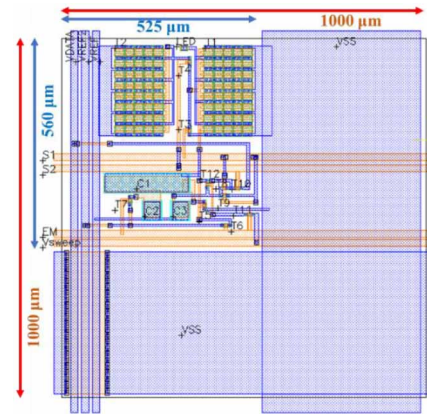 1000 μm
525 μm
VDATA
VREF2
VREF
T2
LED
T1
VSS
T2
T3
560 μm
S1
S2
T12
C1
T10
T7
C2
C3
T9
T11
T6
EM
Vsweep
1000 μm
VSS